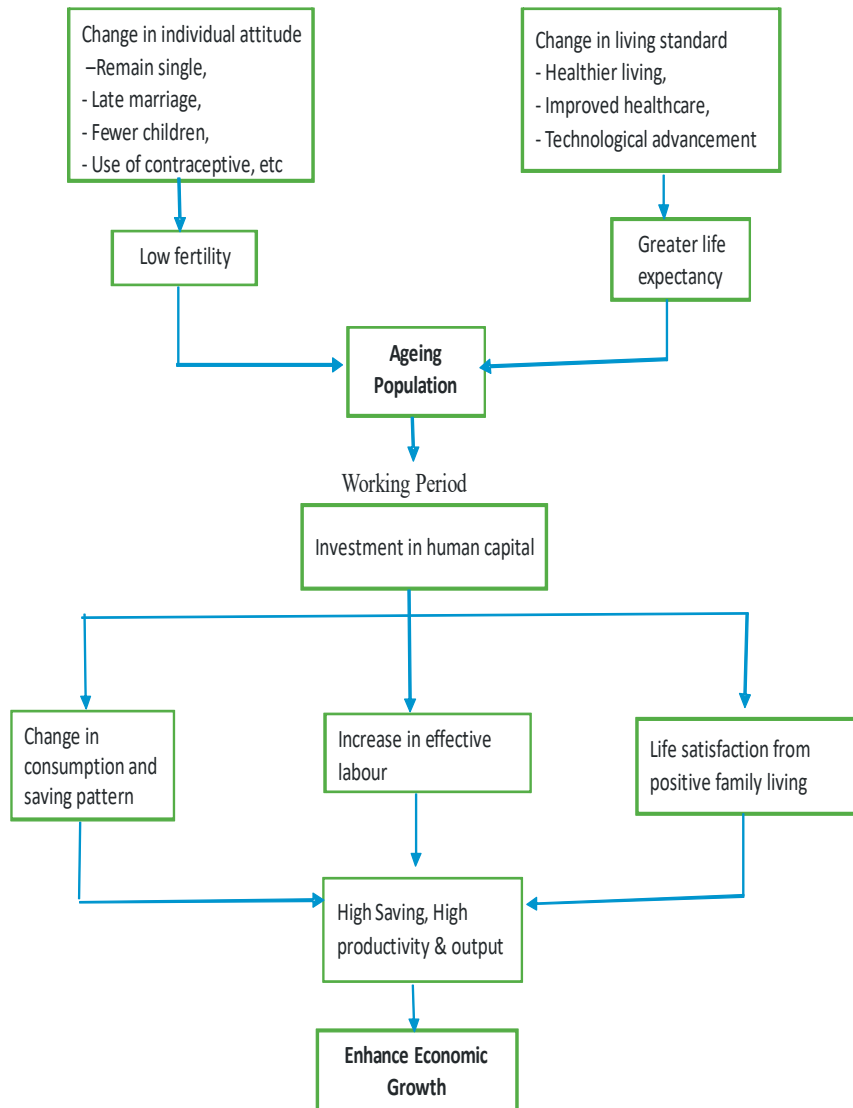 Change in individual attitude
–Remain single,
- Late marriage,
- Fewer children,
- Use of contraceptive, etc
Change in living standard
- Healthier living,
- Improved healthcare,
- Technological advancement
Low fertility
Greater life
expectancy
Ageing
Population
Working Period
Investment in human capital
Change in
consumption and
saving pattern
Increase in effective
labour
Life satisfaction from
positive family living
High Saving, High
productivity & output
Enhance Economic
Growth